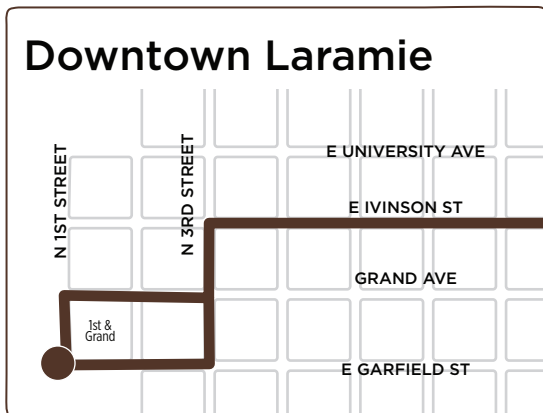 Downtown Laramie
N 1ST STREET
N 3RD STREET
E UNIVERSITY AVE
E IVINSON ST
GRAND AVE
1st &
Grand
E GARFIELD ST